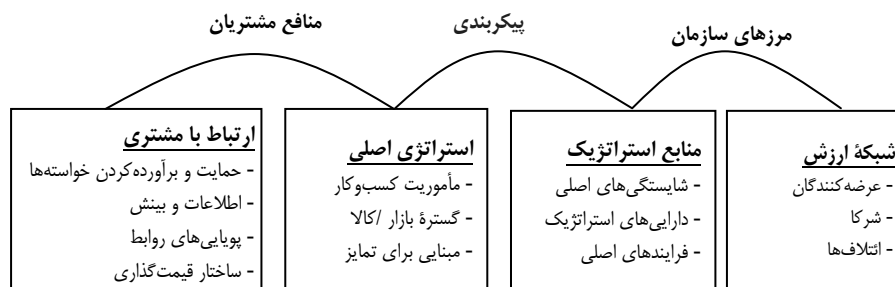 مرزهای سازمان
پیکربندی
منافع مشتریان
شبکهٔ ارزش
- عرضه‌کنندگان
- شرکا
- ائتلاف‌ها
منابع استراتژیک
- شایستگی‌های اصلی
- دارایی‌های استراتژیک
- فرایندهای اصلی
استراتژی اصلی
- مأموریت کسب‌وکار
- گسترهٔ بازار /کالا
- مبنایی برای تمایز
ارتباط با مشتری
- حمایت و برآورده‌کردن خواسته‌ها
- اطلاعات و بینش
- پویایی‌های روابط
- ساختار قیمت‌گذاری